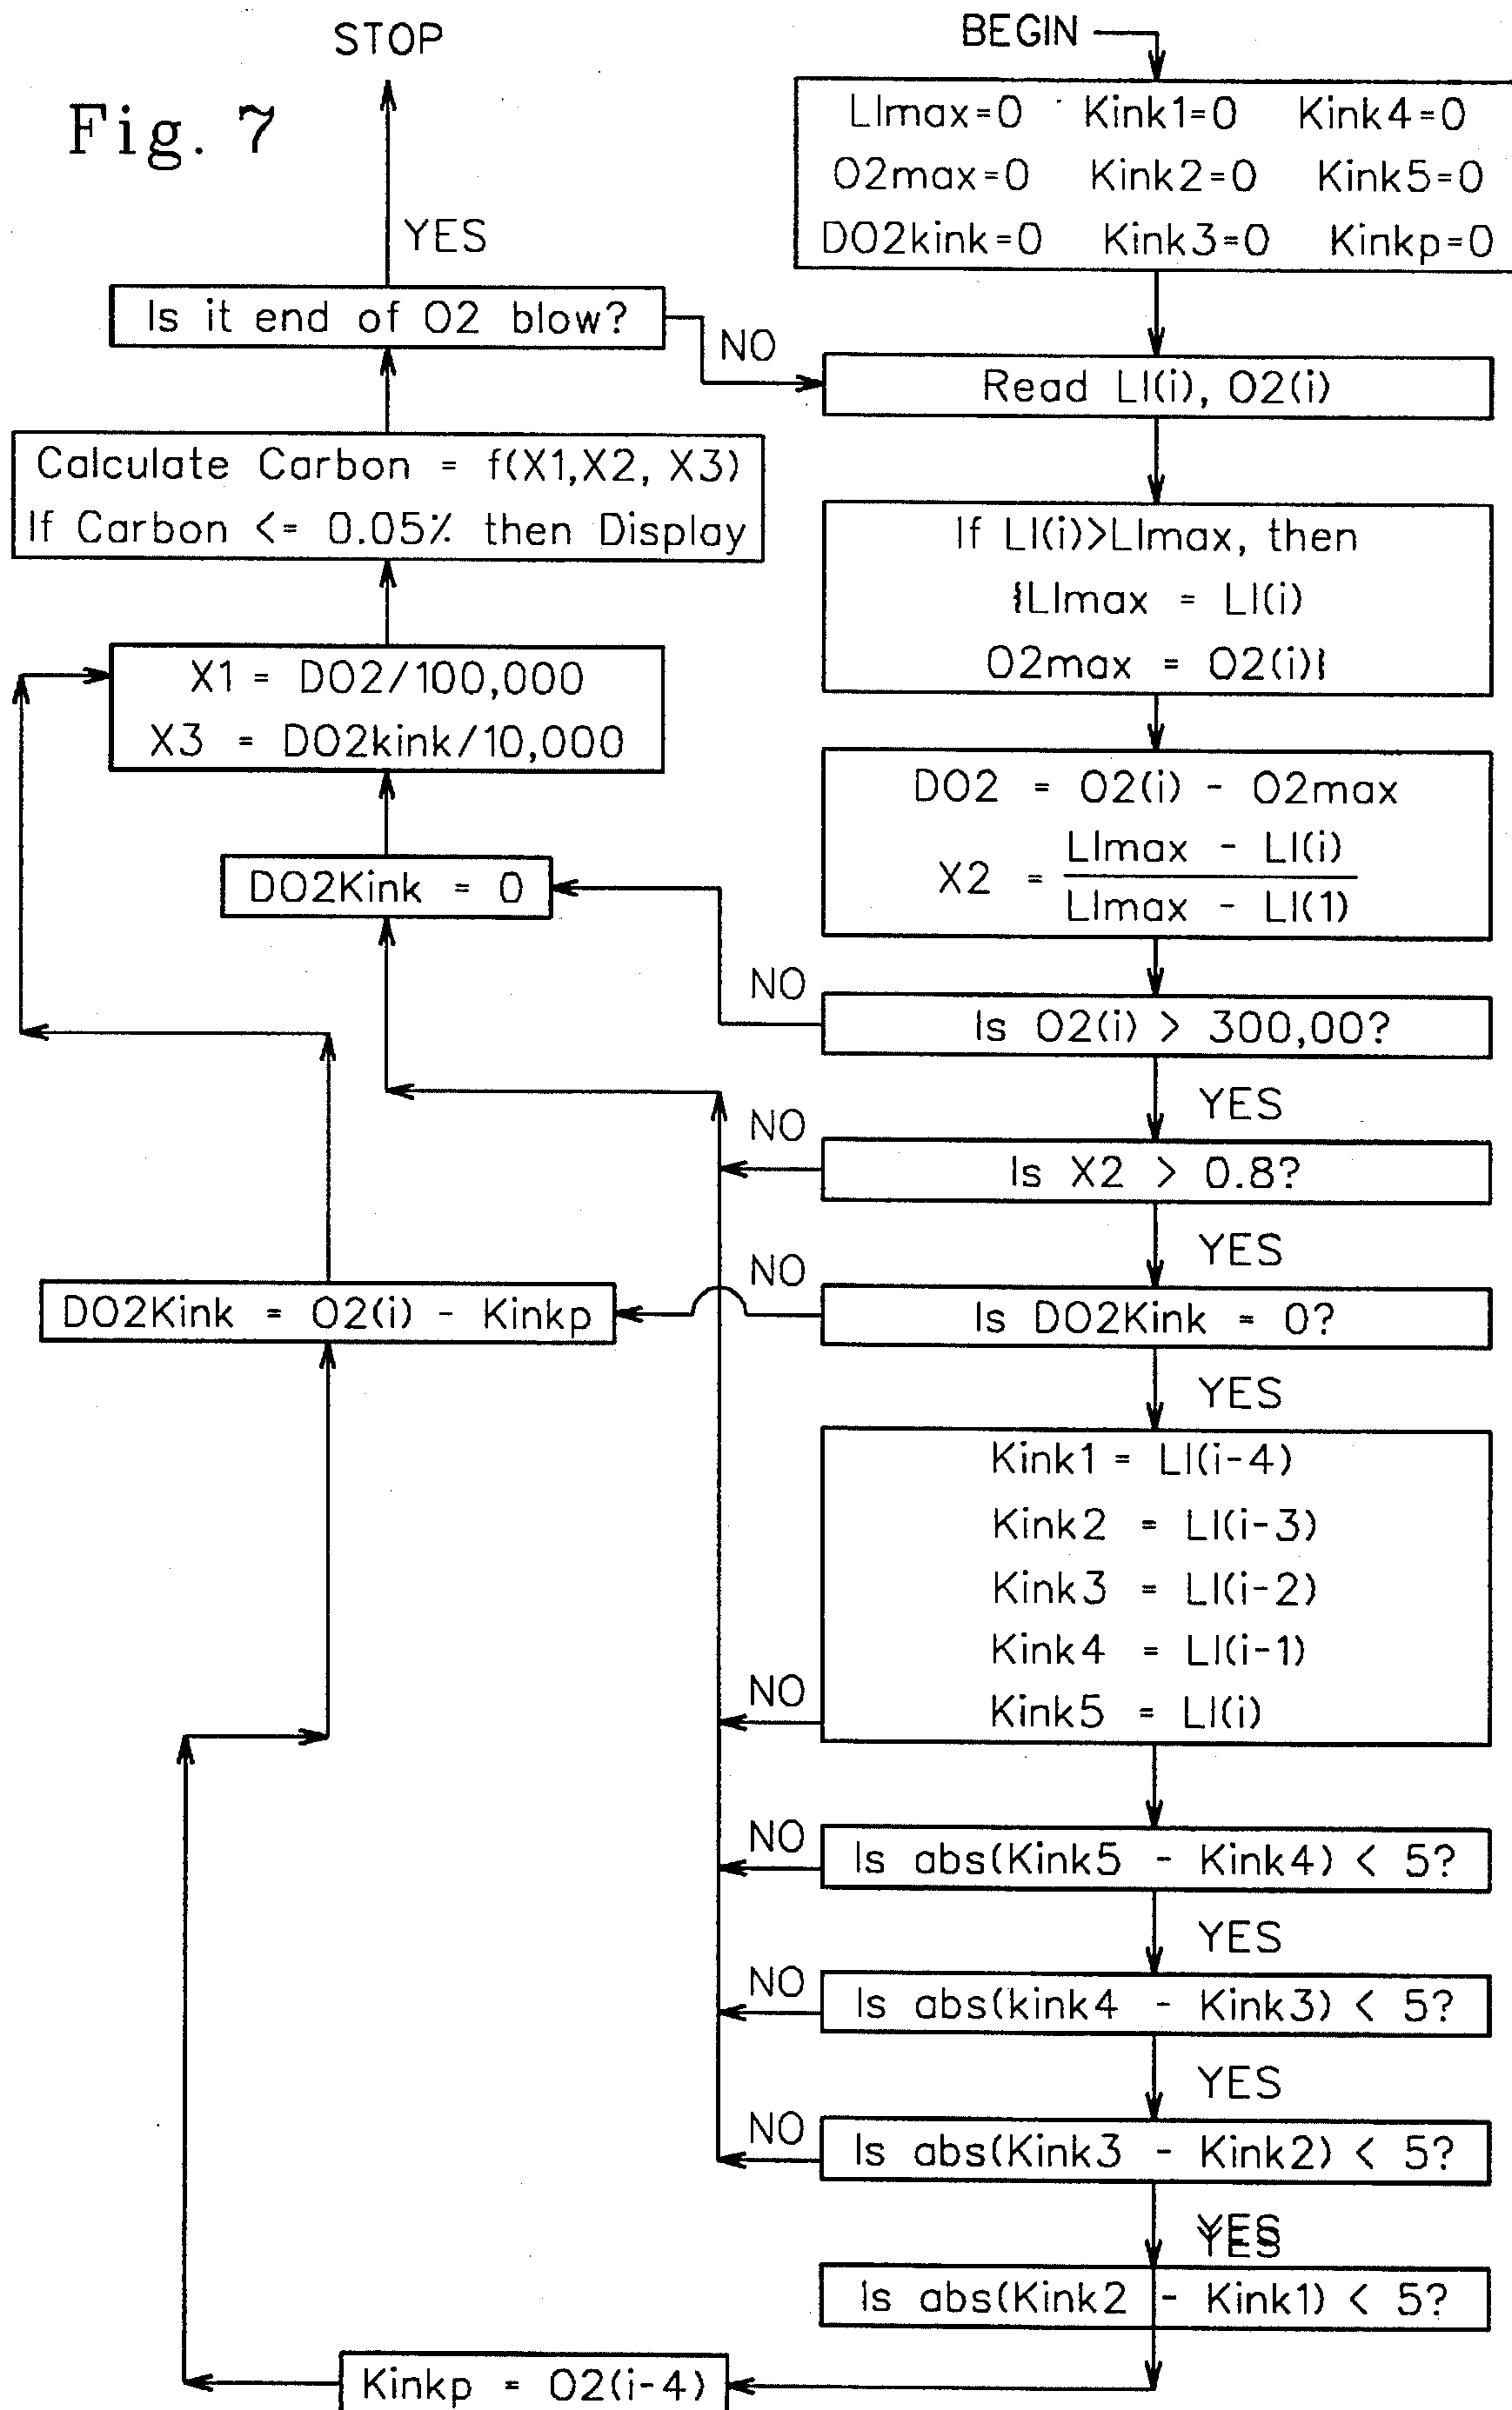 Fig. 7
BEGIN
LImax=0 Kink1=0 Kink4=0
O2max=0 Kink2=0 Kink5=0
DO2kink=0 Kink3=0 Kinkp=0
Read LI(i), O2(i)
If LI(i)>LImax, then
{LImax = LI(i)
O2max = O2(i)}
DO2 = O2(i) - O2max
X2 = LImax - LI(i)
LImax - LI(1)
NO
Is O2(i) > 300,00?
YES
NO
Is X2 > 0.8?
YES
NO
Is DO2Kink = 0?
YES
Kink1 = LI(i-4)
Kink2 = LI(i-3)
Kink3 = LI(i-2)
Kink4 = LI(i-1)
Kink5 = LI(i)
NO
NO
Is abs(Kink5 - Kink4) < 5?
YES
NO
Is abs(kink4 - Kink3) < 5?
YES
NO
Is abs(Kink3 - Kink2) < 5?
YES
Is abs(Kink2 - Kink1) < 5?
Kinkp = O2(i-4)
DO2Kink = O2(i) - Kinkp
DO2Kink = 0
X1 = DO2/100,000
X3 = DO2kink/10,000
Calculate Carbon = f(X1,X2, X3)
If Carbon <= 0.05% then Display
Is it end of O2 blow?
NO
YES
STOP